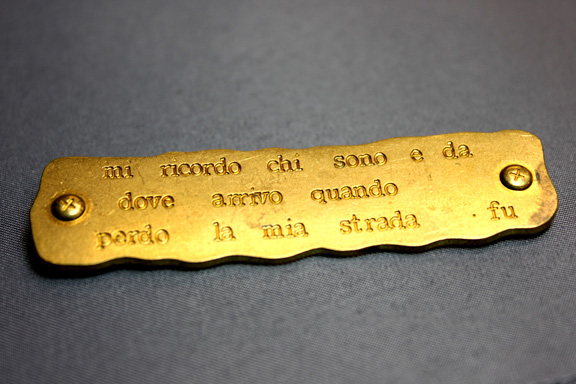 mi ricordo chi sono e da
dove arrivo quando
perdo la mia strada fu